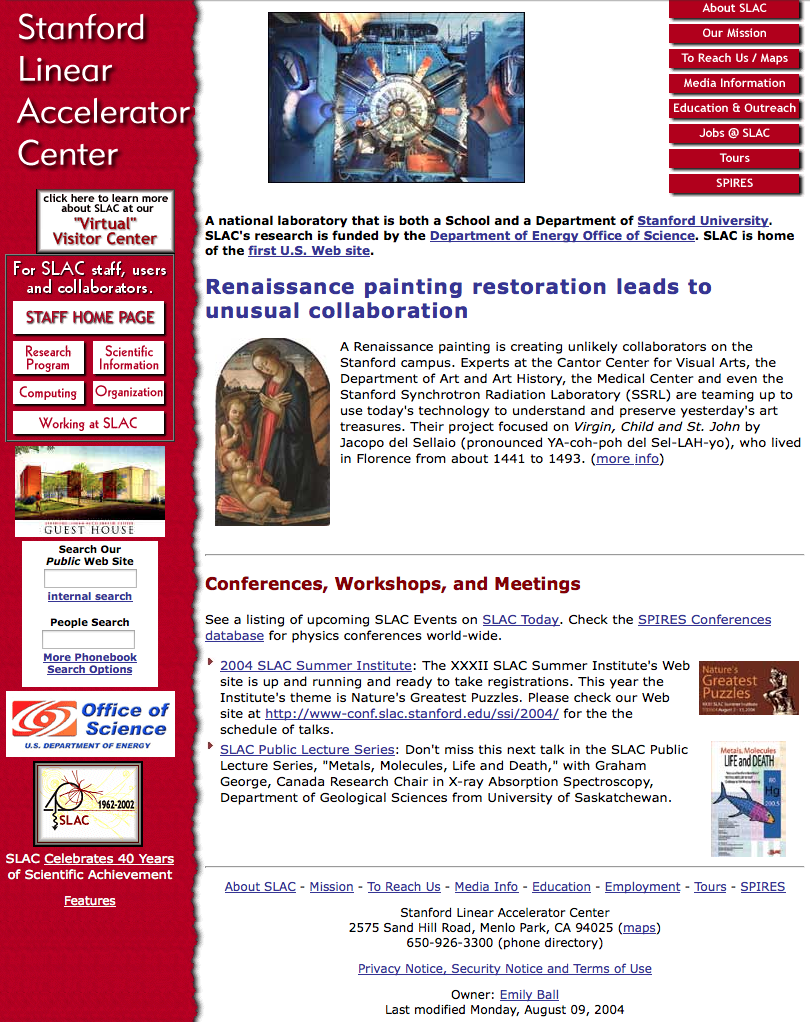 Stanford
Linear
Accelerator
Center
click here to learn more
about SLAC at our
"Virtual"
Visitor Center
For SLAC staff, users
and collaborators.
STAFF HOME PAGE
Research
Program
Scientific
Information
Computing
Organization
Working at SLAC
STANFORD LINEAR ACCELERATOR CENTER
GUEST HOUSE
Search Our
Public Web Site
internal search
People Search
More Phonebook
Search Options
Office of
Science
U.S. DEPARTMENT OF ENERGY
40
1962-2002
SLAC
SLAC Celebrates 40 Years
of Scientific Achievement
Features
About SLAC
Our Mission
To Reach Us / Maps
Media Information
Education & Outreach
Jobs @ SLAC
Tours
SPIRES
A national laboratory that is both a School and a Department of Stanford University.
SLAC's research is funded by the Department of Energy Office of Science. SLAC is home
of the first U.S. Web site.
Renaissance painting restoration leads to
unusual collaboration
A Renaissance painting is creating unlikely collaborators on the
Stanford campus. Experts at the Cantor Center for Visual Arts, the
Department of Art and Art History, the Medical Center and even the
Stanford Synchrotron Radiation Laboratory (SSRL) are teaming up to
use today's technology to understand and preserve yesterday's art
treasures. Their project focused on Virgin, Child and St. John by
Jacopo del Sellaio (pronounced YA-coh-poh del Sel-LAH-yo), who lived
in Florence from about 1441 to 1493. (more info)
Conferences, Workshops, and Meetings
See a listing of upcoming SLAC Events on SLAC Today. Check the SPIRES Conferences
database for physics conferences world-wide.
2004 SLAC Summer Institute: The XXXII SLAC Summer Institute's Web
site is up and running and ready to take registrations. This year the
Institute's theme is Nature's Greatest Puzzles. Please check our Web
site at http://www-conf.slac.stanford.edu/ssi/2004/ for the the
schedule of talks.
Nature's
Greatest
Puzzles
SLAC Public Lecture Series: Don't miss this next talk in the SLAC Public
Lecture Series, "Metals, Molecules, Life and Death," with Graham
George, Canada Research Chair in X-ray Absorption Spectroscopy,
Department of Geological Sciences from University of Saskatchewan.
Metals, Molecules
LIFE and DEATH
80
Hg
200.5
About SLAC - Mission - To Reach Us - Media Info - Education - Employment - Tours - SPIRES
Stanford Linear Accelerator Center
2575 Sand Hill Road, Menlo Park, CA 94025 (maps)
650-926-3300 (phone directory)
Privacy Notice, Security Notice and Terms of Use
Owner: Emily Ball
Last modified Monday, August 09, 2004